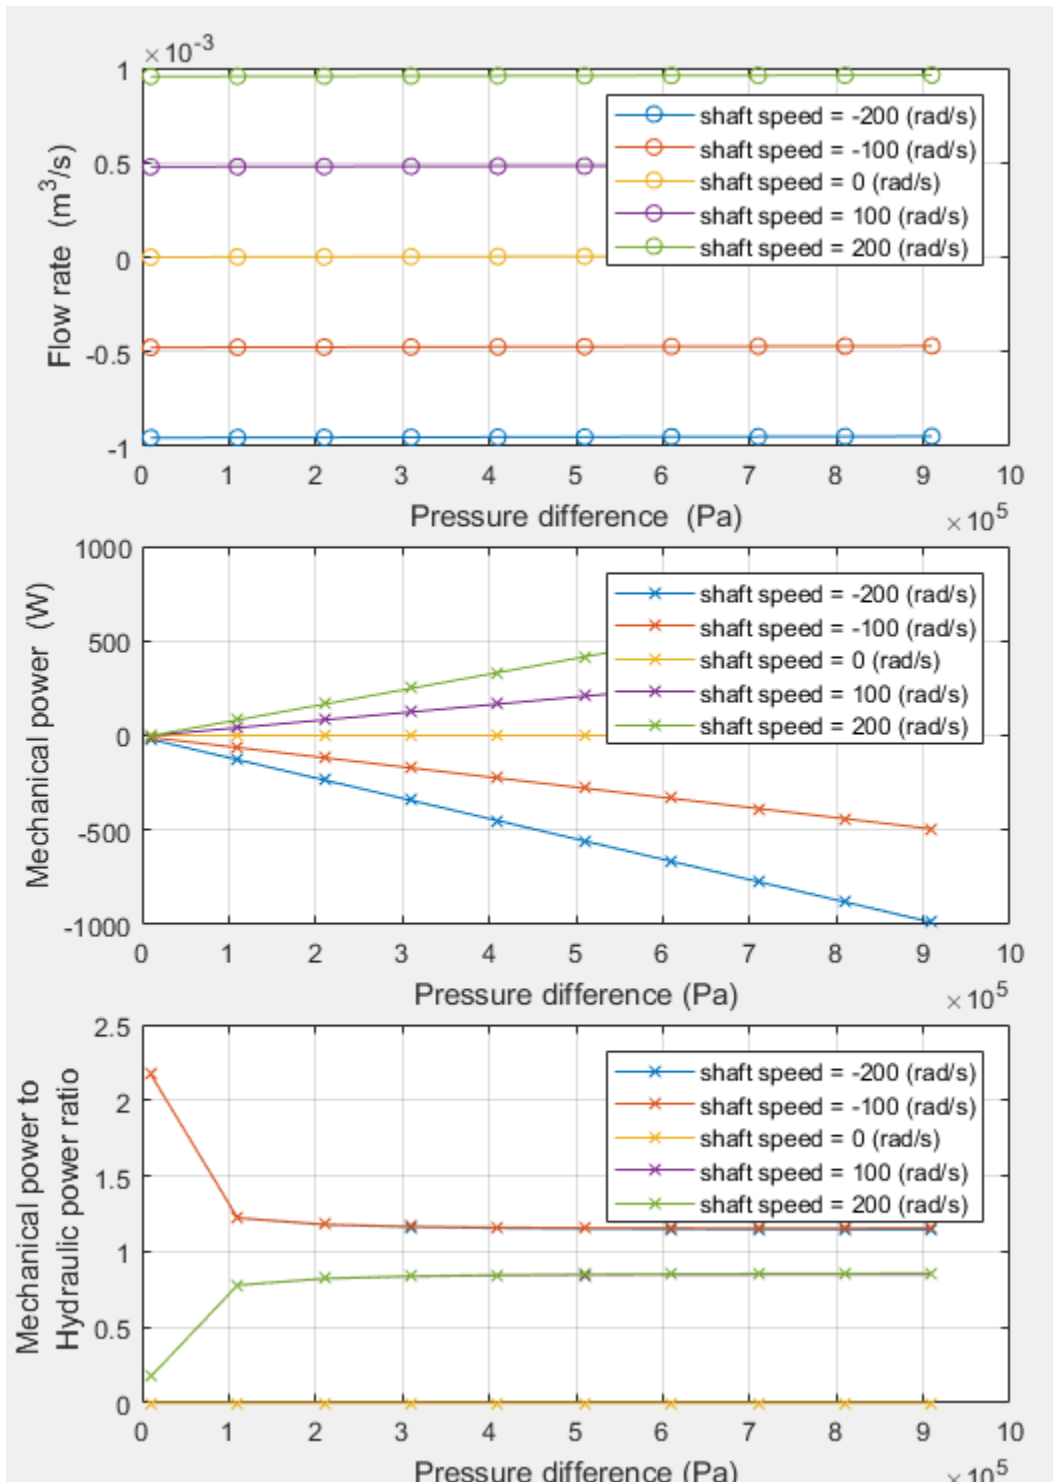 ×10^-3
1
0.5
0
-0.5
-1
Flow rate (m^3/s)
shaft speed = -200 (rad/s)
shaft speed = -100 (rad/s)
shaft speed = 0 (rad/s)
shaft speed = 100 (rad/s)
shaft speed = 200 (rad/s)
0 1 2 3 4 5 6 7 8 9 10
Pressure difference (Pa)
×10^5
1000
500
0
-500
-1000
Mechanical power (W)
shaft speed = -200 (rad/s)
shaft speed = -100 (rad/s)
shaft speed = 0 (rad/s)
shaft speed = 100 (rad/s)
shaft speed = 200 (rad/s)
0 1 2 3 4 5 6 7 8 9 10
Pressure difference (Pa)
×10^5
2.5
2
1.5
1
0.5
0
Mechanical power to
Hydraulic power ratio
shaft speed = -200 (rad/s)
shaft speed = -100 (rad/s)
shaft speed = 0 (rad/s)
shaft speed = 100 (rad/s)
shaft speed = 200 (rad/s)
0 1 2 3 4 5 6 7 8 9 10
Pressure difference (Pa)
×10^5